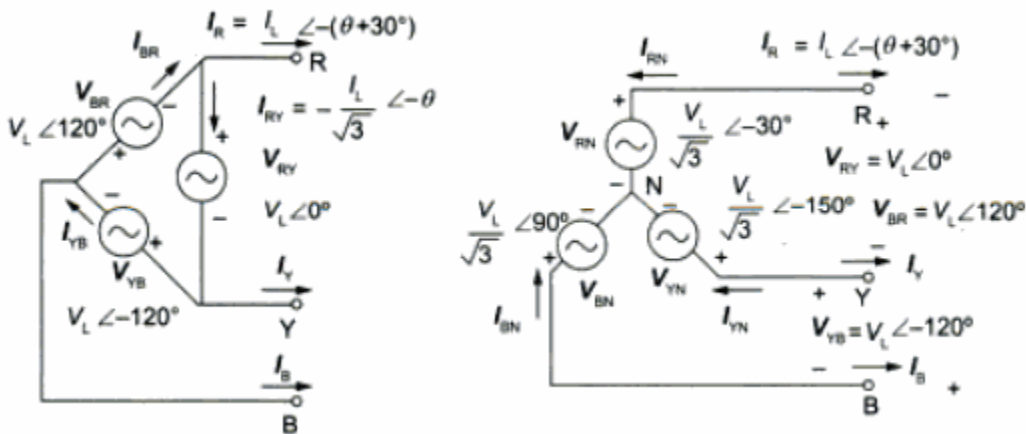 I_R = I_L ∠-(θ+30°)
I_BR
R
V_BR
V_L ∠120°
I_RY = - I_L/√3 ∠-θ
V_RY
V_L∠0°
I_YB
V_YB
V_L ∠-120°
I_Y
Y
I_B
B
I_RN
I_R = I_L ∠-(θ+30°)
R
V_RN
V_L/√3 ∠-30°
V_RY = V_L∠0°
N
V_L/√3 ∠90°
V_L/√3 ∠-150°
V_BR = V_L∠120°
V_BN
V_YN
I_Y
I_BN
I_YN
Y
V_YB = V_L ∠-120°
I_B
B